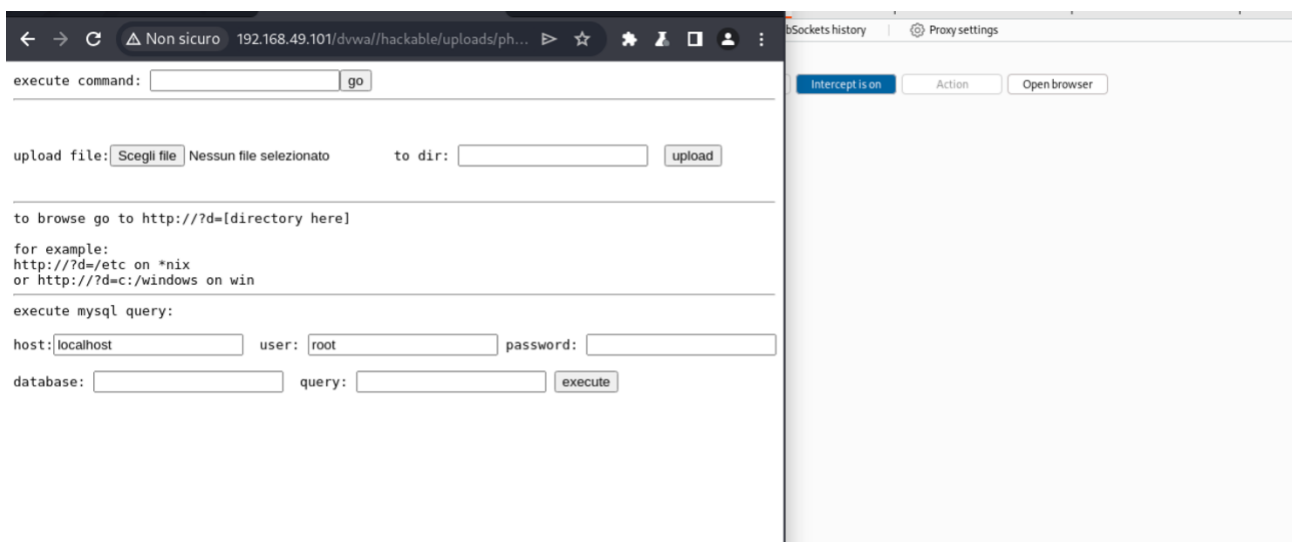 Non sicuro 192.168.49.101/dvwa//hackable/uploads/ph...
bSockets history Proxy settings
Intercept is on Action Open browser
execute command: go
upload file: Scegli file Nessun file selezionato to dir: upload
to browse go to http://?d=[directory here]
for example:
http://?d=/etc on *nix
or http://?d=c:/windows on win
execute mysql query:
host: localhost user: root password:
database: query: execute